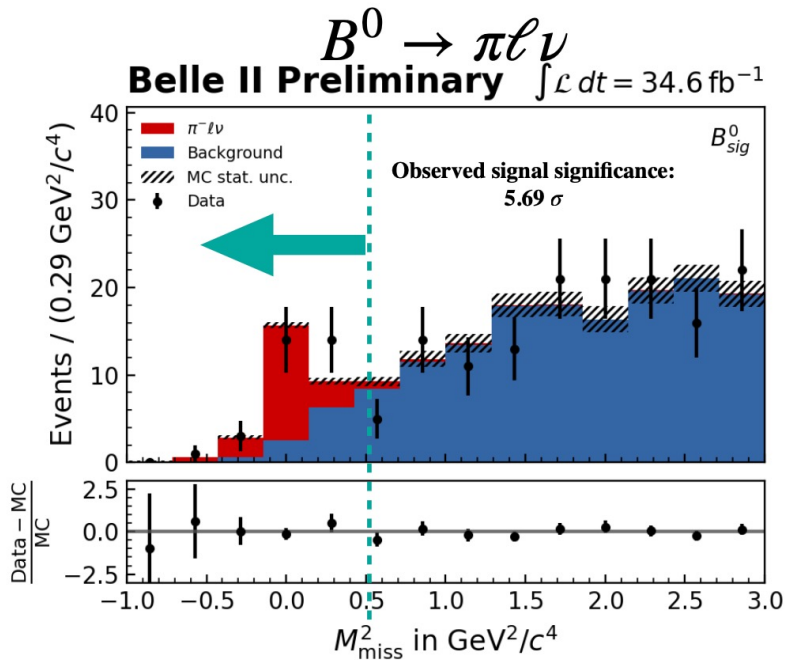 B⁰ → πℓν
Belle II Preliminary ∫ℒ dt = 34.6 fb⁻¹
π⁻ℓν
Background
MC stat. unc.
Data
B⁰sig
Observed signal significance:
5.69 σ
Events / (0.29 GeV²/c⁴)
40
30
20
10
0
Data − MC
MC
2.5
0.0
−2.5
−1.0 −0.5 0.0 0.5 1.0 1.5 2.0 2.5 3.0
M²miss in GeV²/c⁴